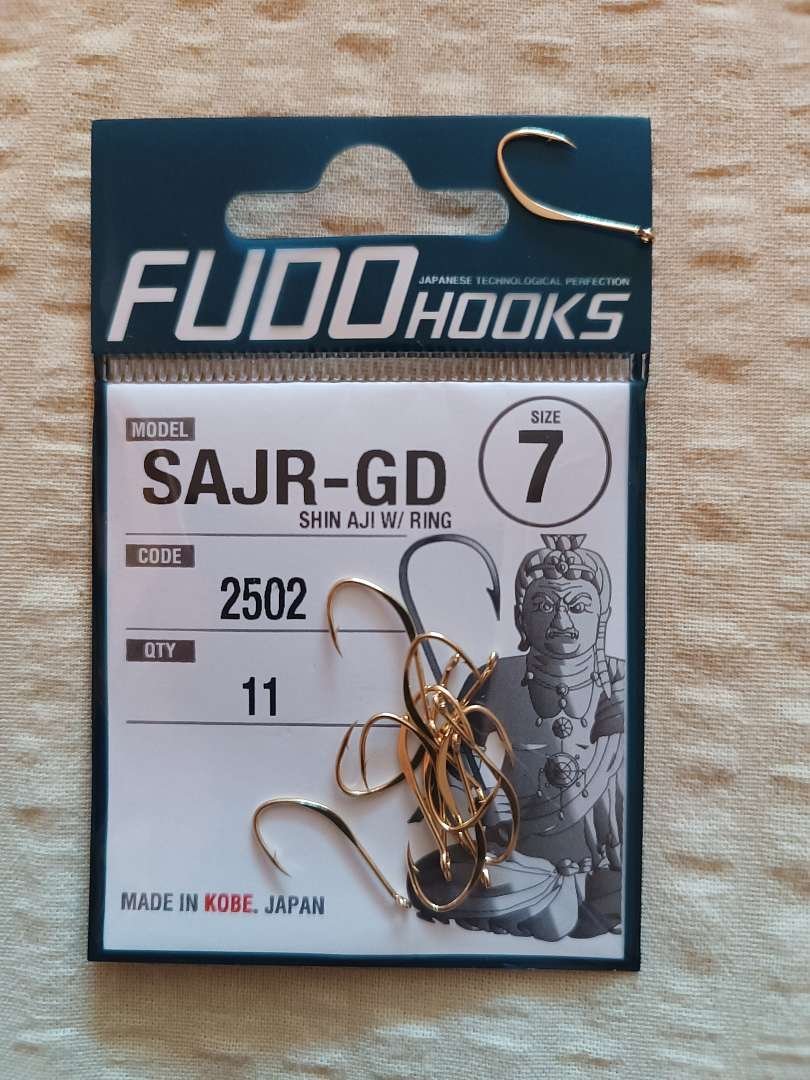 FUDO HOOKS
JAPANESE TECHNOLOGICAL PERFECTION
MODEL
SAJR-GD
SHIN AJI W/ RING
SIZE
7
CODE
2502
QTY
11
MADE IN KOBE. JAPAN